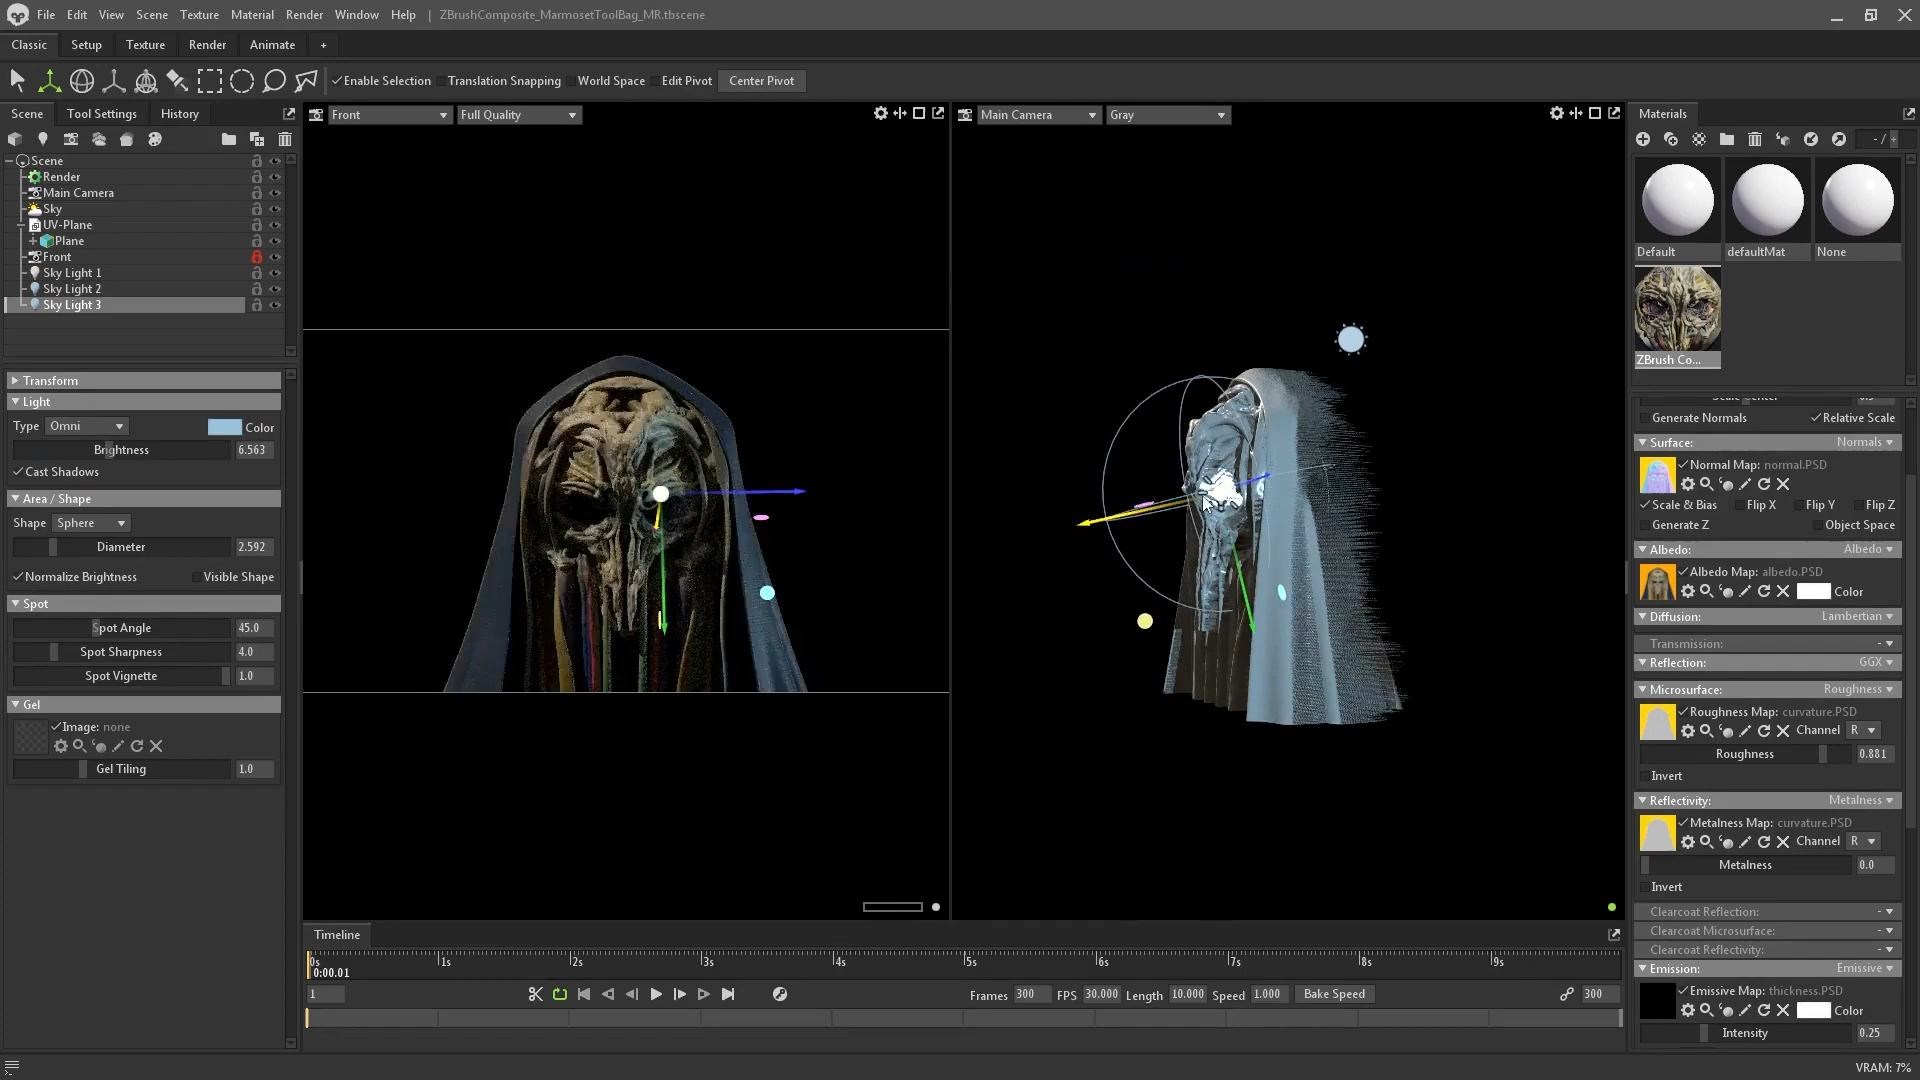 File Edit View Scene Texture Material Render Window Help | ZBrushComposite_MarmosetToolBag_MR.tbscene
Classic Setup Texture Render Animate +
Enable Selection Translation Snapping World Space Edit Pivot Center Pivot
Scene Tool Settings History
Scene
Render
Main Camera
Sky
UV-Plane
Plane
Front
Sky Light 1
Sky Light 2
Sky Light 3
Transform
Light
Type Omni Color
Brightness 6.563
Cast Shadows
Area / Shape
Shape Sphere
Diameter 2.592
Normalize Brightness Visible Shape
Spot
Spot Angle 45.0
Spot Sharpness 4.0
Spot Vignette 1.0
Gel
Image: none
Gel Tiling 1.0
Front Full Quality
Main Camera Gray
Timeline
0s 1s 2s 3s 4s 5s 6s 7s 8s 9s
0:00.01
1 Frames 300 FPS 30.000 Length 10.000 Speed 1.000 Bake Speed 300
Materials
- / +
Default defaultMat None
ZBrush Co...
Generate Normals Relative Scale
Surface: Normals
Normal Map: normal.PSD
Scale & Bias Flip X Flip Y Flip Z
Generate Z Object Space
Albedo: Albedo
Albedo Map: albedo.PSD
Color
Diffusion: Lambertian
Transmission: -
Reflection: GGX
Microsurface: Roughness
Roughness Map: curvature.PSD
Channel R
Roughness 0.881
Invert
Reflectivity: Metalness
Metalness Map: curvature.PSD
Channel R
Metalness 0.0
Invert
Clearcoat Reflection: -
Clearcoat Microsurface: -
Clearcoat Reflectivity: -
Emission: Emissive
Emissive Map: thickness.PSD
Color
Intensity 0.25
VRAM: 7%